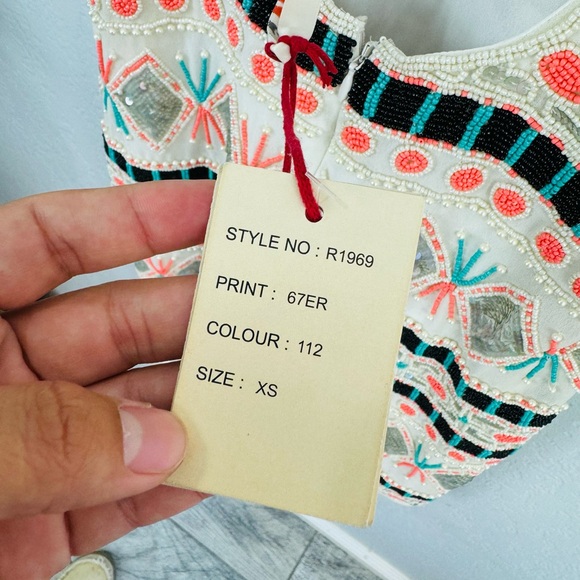 STYLE NO : R1969
PRINT : 67ER
COLOUR : 112
SIZE : XS